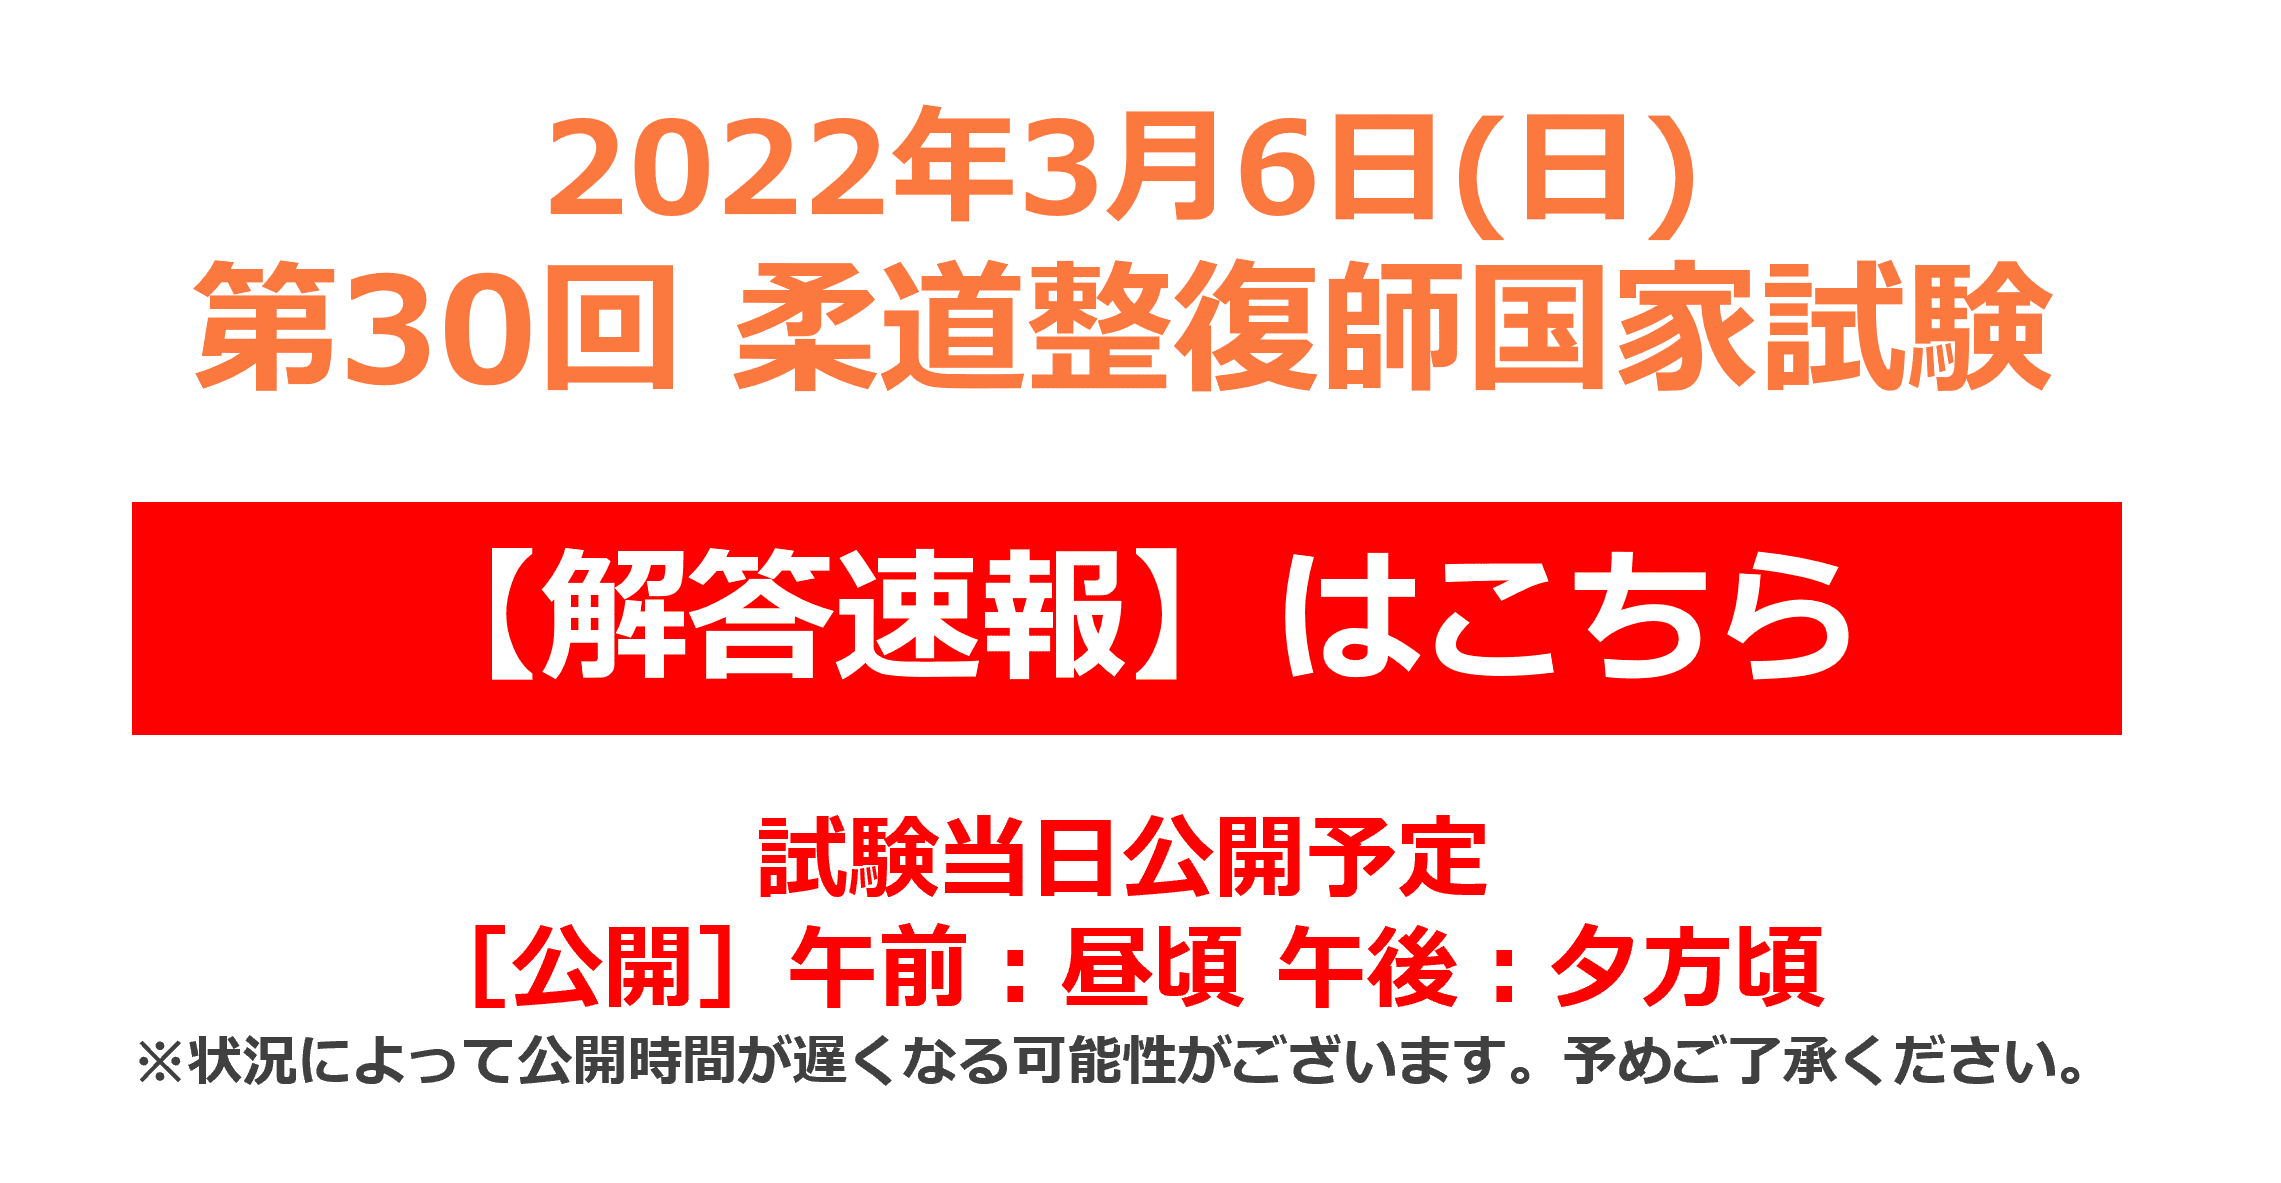 2022年3月6日(日)
第30回 柔道整復師国家試験
【解答速報】はこちら
試験当日公開予定
［公開］午前：昼頃 午後：夕方頃
※状況によって公開時間が遅くなる可能性がございます。予めご了承ください。